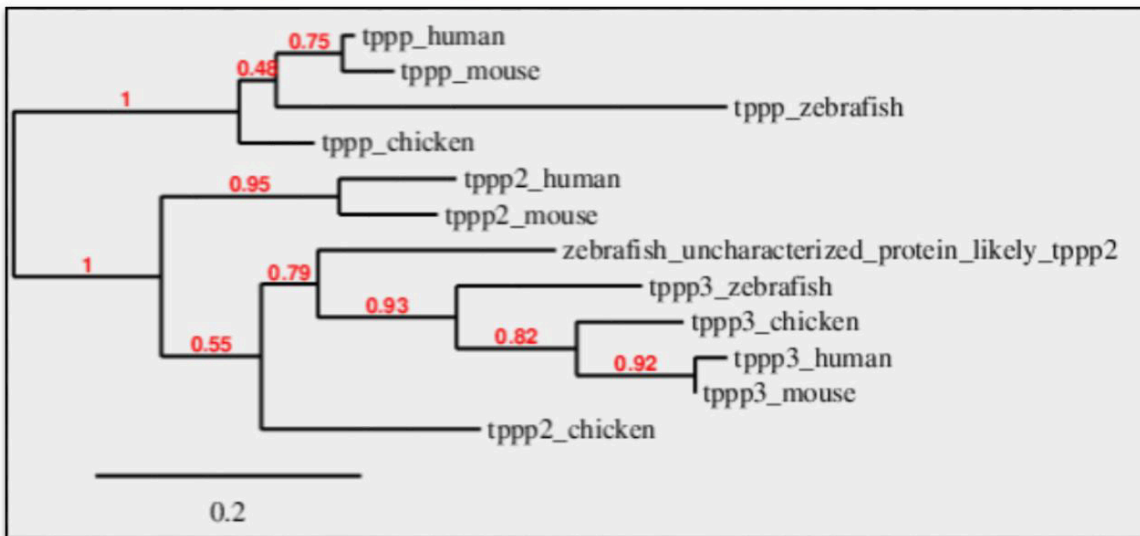 0.75
tppp_human
0.48
tppp_mouse
1
tppp_zebrafish
tppp_chicken
0.95
tppp2_human
tppp2_mouse
1
0.79
zebrafish_uncharacterized_protein_likely_tppp2
tppp3_zebrafish
0.93
tppp3_chicken
0.55
0.82
tppp3_human
0.92
tppp3_mouse
tppp2_chicken
0.2